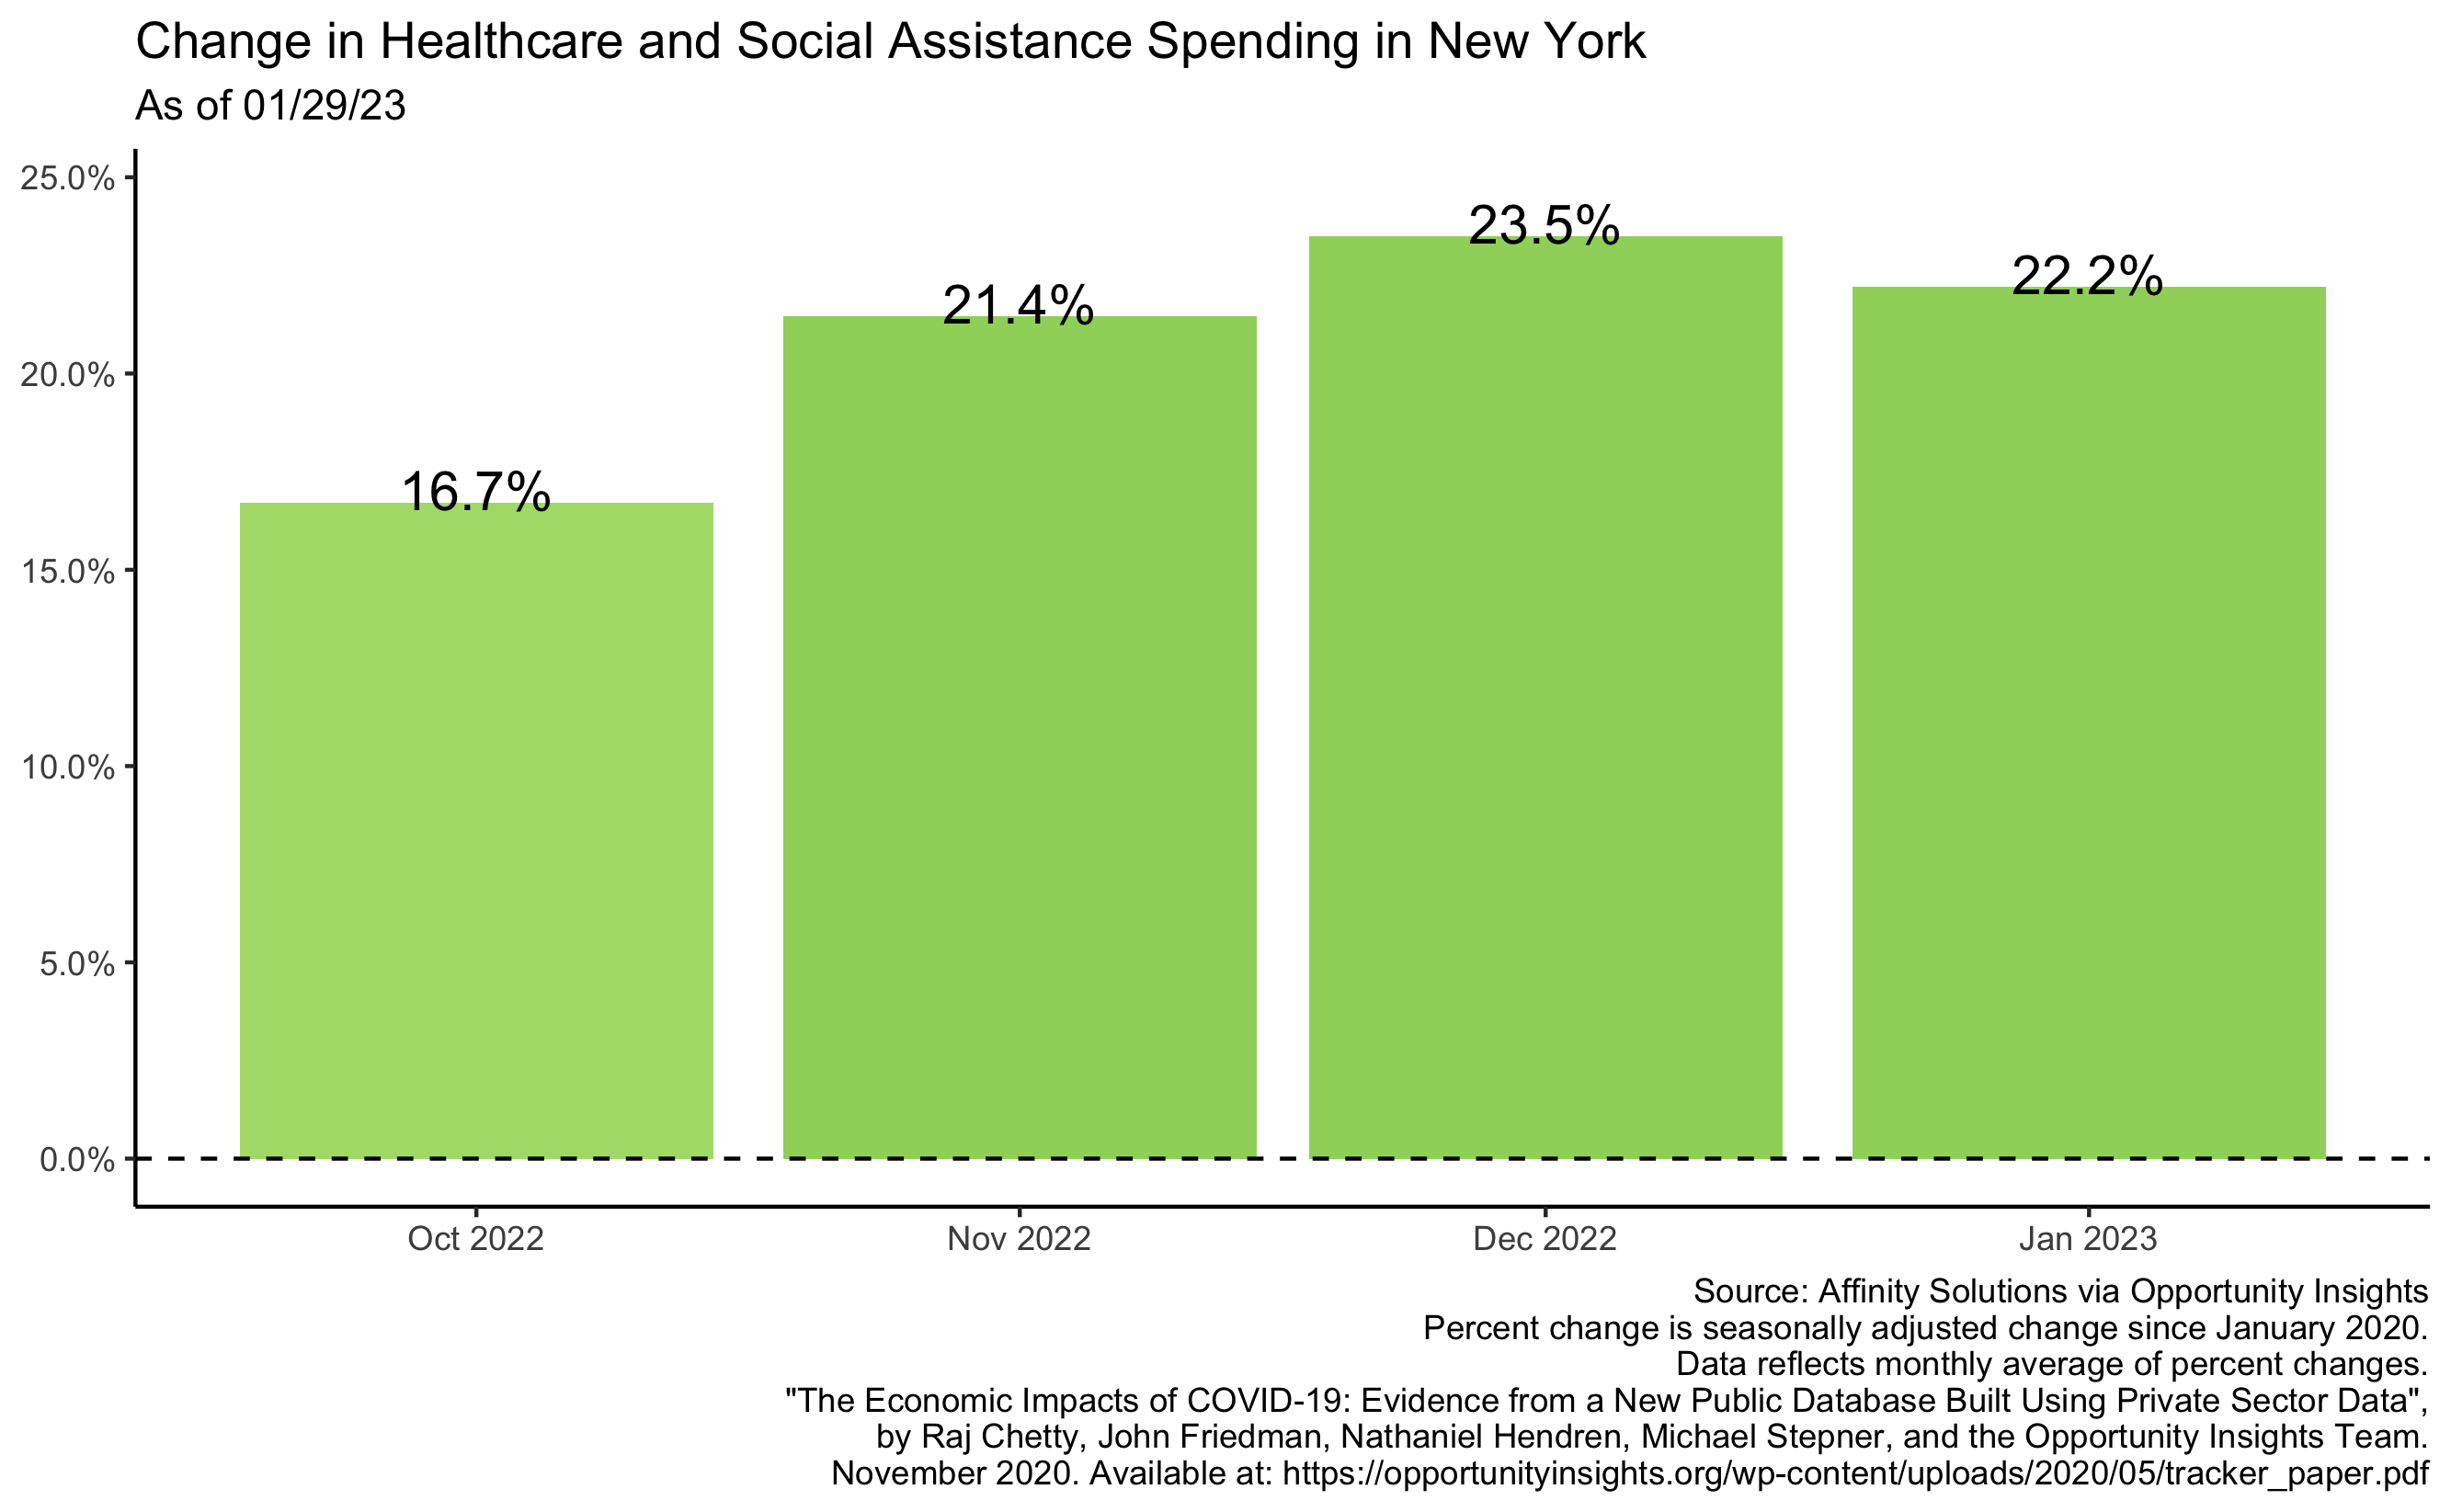 Change in Healthcare and Social Assistance Spending in New York
As of 01/29/23
25.0%
20.0%
15.0%
10.0%
5.0%
0.0%
16.7%
21.4%
23.5%
22.2%
Oct 2022
Nov 2022
Dec 2022
Jan 2023
Source: Affinity Solutions via Opportunity Insights
Percent change is seasonally adjusted change since January 2020.
Data reflects monthly average of percent changes.
"The Economic Impacts of COVID-19: Evidence from a New Public Database Built Using Private Sector Data",
by Raj Chetty, John Friedman, Nathaniel Hendren, Michael Stepner, and the Opportunity Insights Team.
November 2020. Available at: https://opportunityinsights.org/wp-content/uploads/2020/05/tracker_paper.pdf